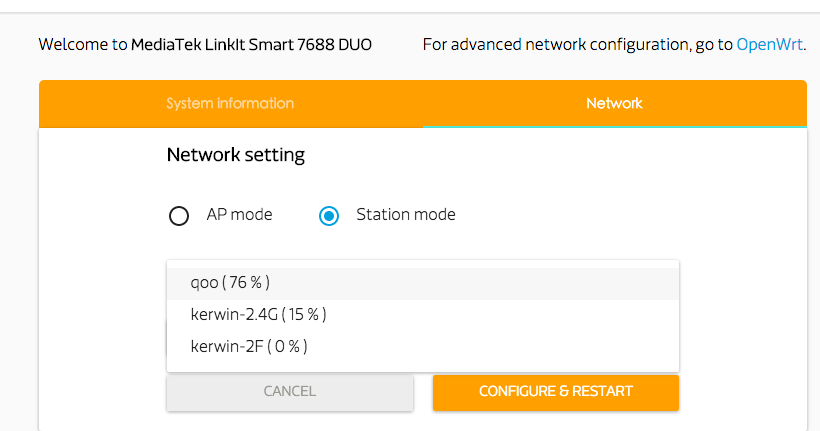 Welcome to MediaTek LinkIt Smart 7688 DUO For advanced network configuration, go to OpenWrt.
System information Network
Network setting
AP mode Station mode
qoo ( 76 % )
kerwin-2.4G ( 15 % )
kerwin-2F ( 0 % )
CANCEL CONFIGURE & RESTART